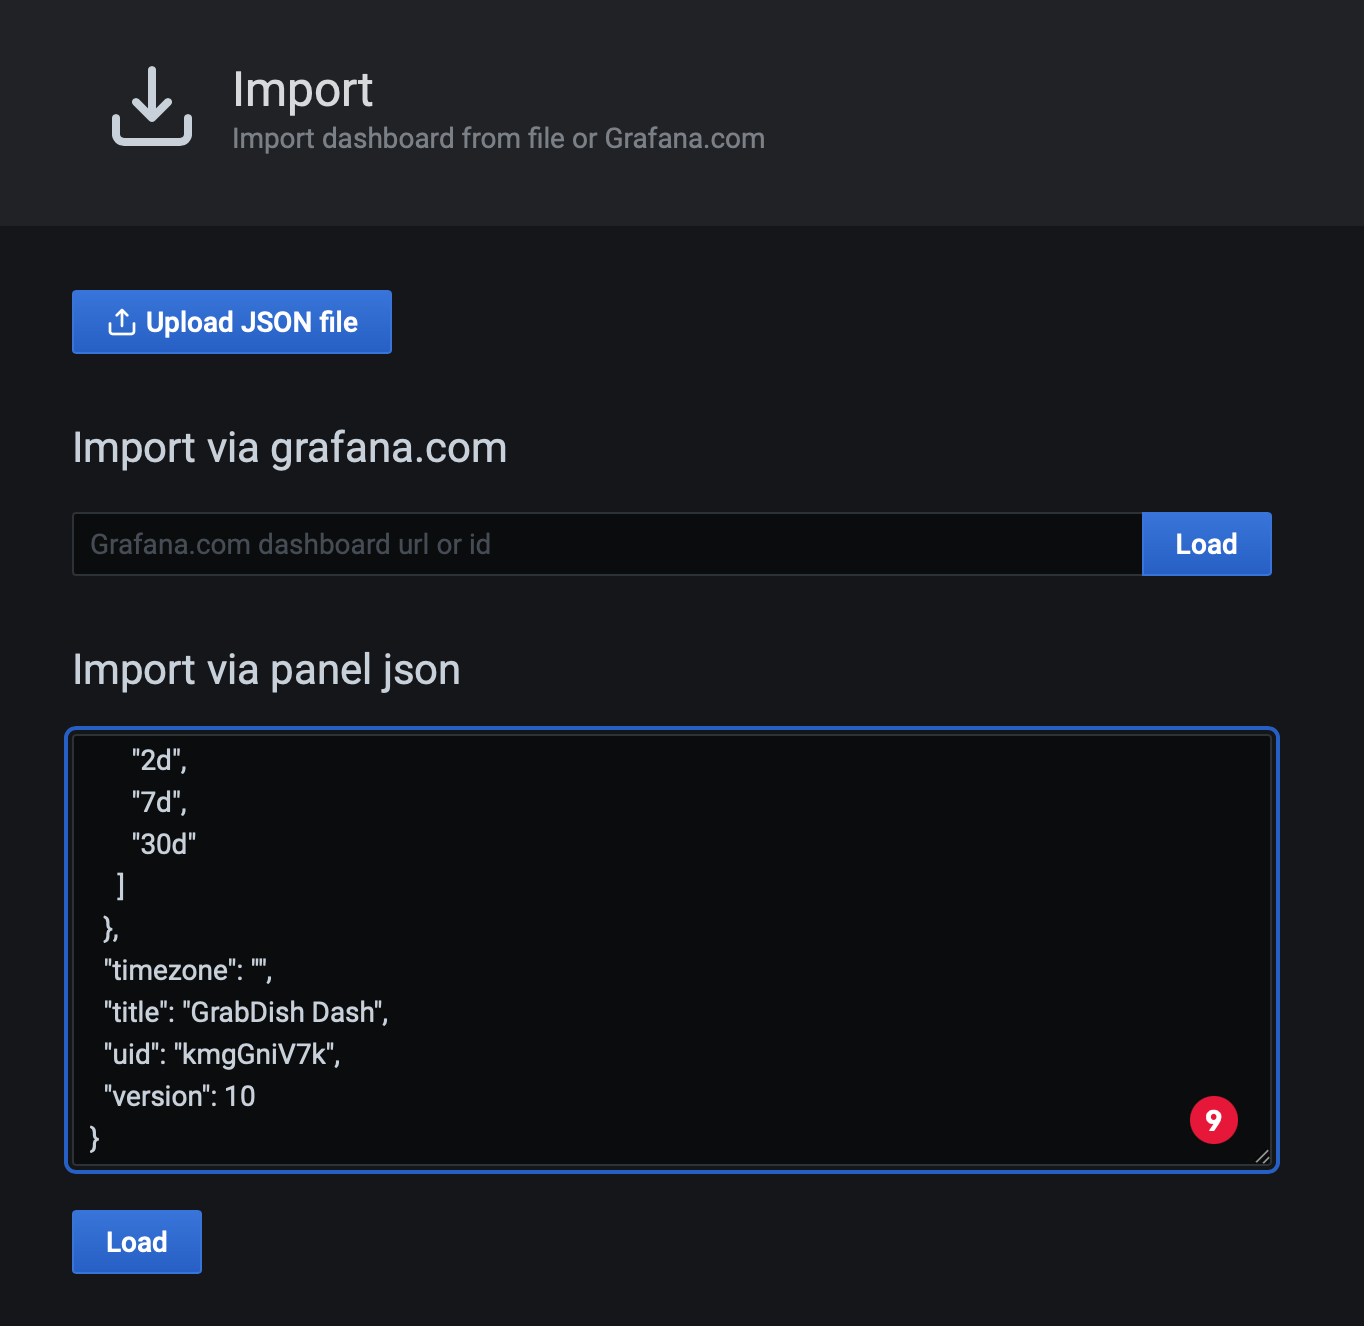 Import
Import dashboard from file or Grafana.com
Upload JSON file
Import via grafana.com
Grafana.com dashboard url or id
Load
Import via panel json
"2d",
"7d",
"30d"
]
},
"timezone": "",
"title": "GrabDish Dash",
"uid": "kmgGniV7k",
"version": 10
}
9
Load